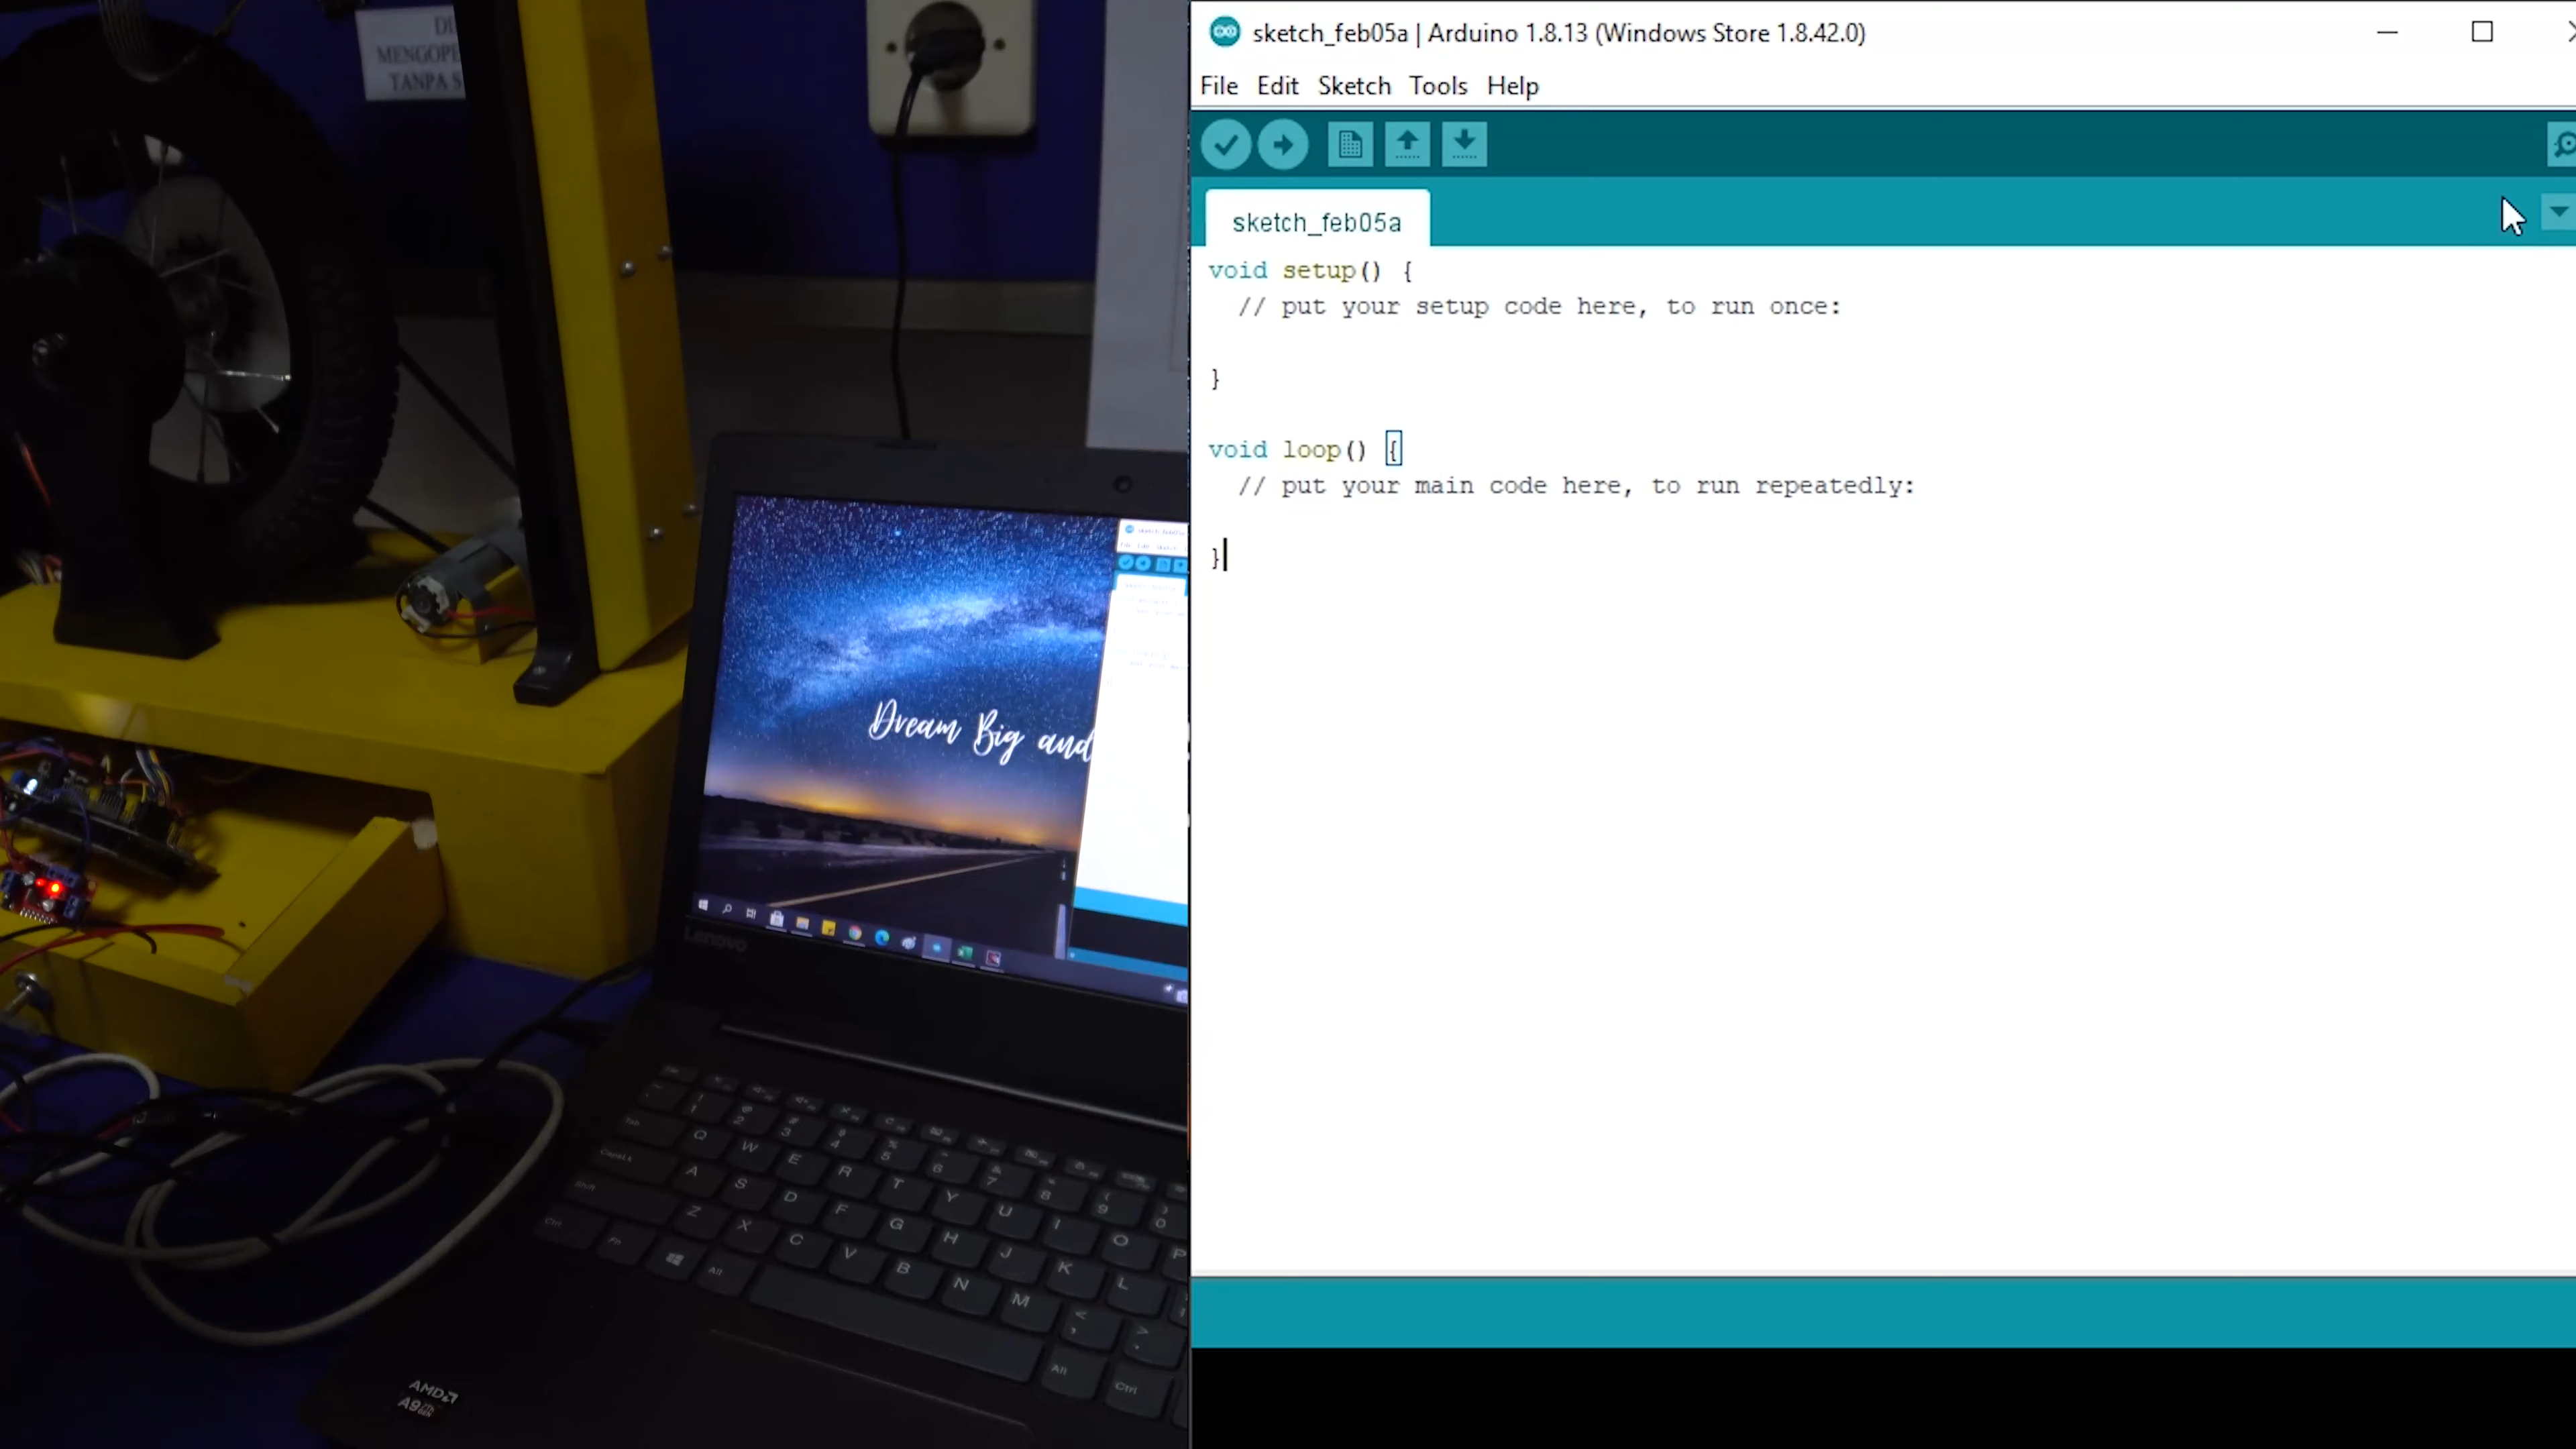 DI
MENGOPE
TANPA S
Dream Big and
Lenovo
AMD
A9
sketch_feb05a | Arduino 1.8.13 (Windows Store 1.8.42.0)
File Edit Sketch Tools Help
sketch_feb05a
void setup() {
// put your setup code here, to run once:
}
void loop() {
// put your main code here, to run repeatedly:
}